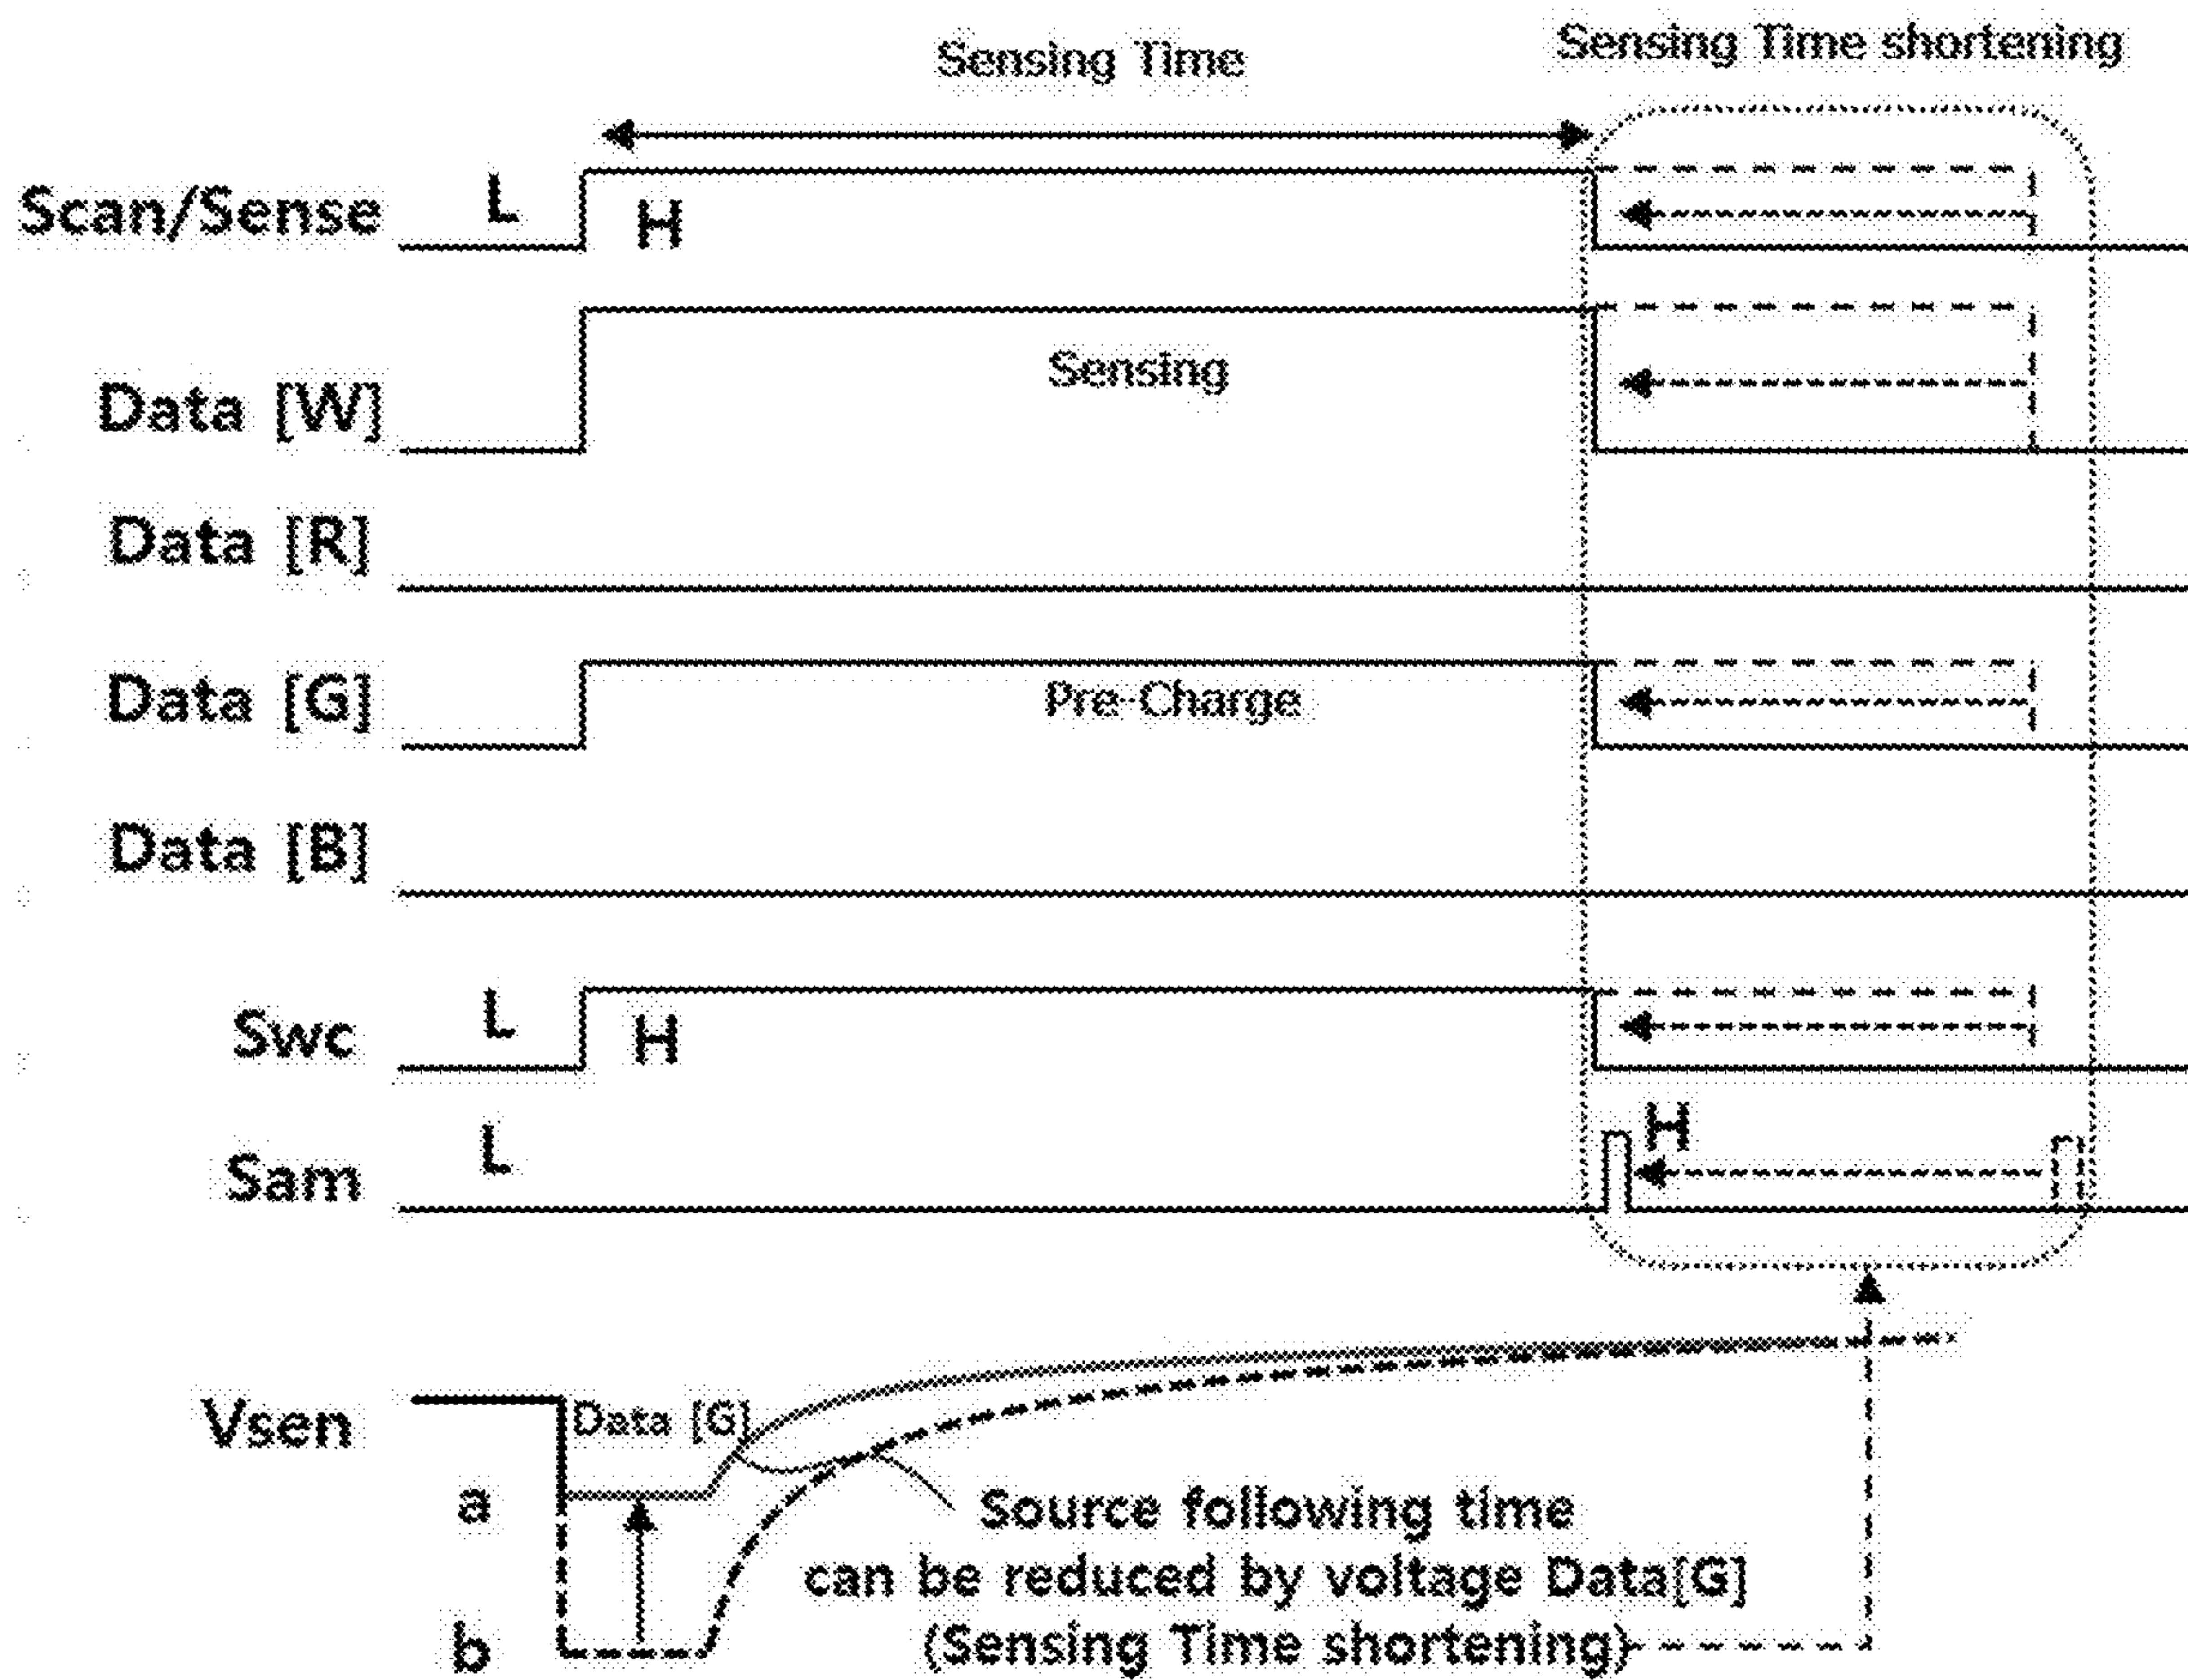 Sensing Time
Sensing Time shortening
Scan/Sense
L
H
Data [W]
Sensing
Data [R]
Data [G]
Pre-Charge
Data [B]
Swc
L
H
Sam
L
H
Vsen
Data [G]
a
b
Source following time
can be reduced by voltage Data[G]
(Sensing Time shortening)